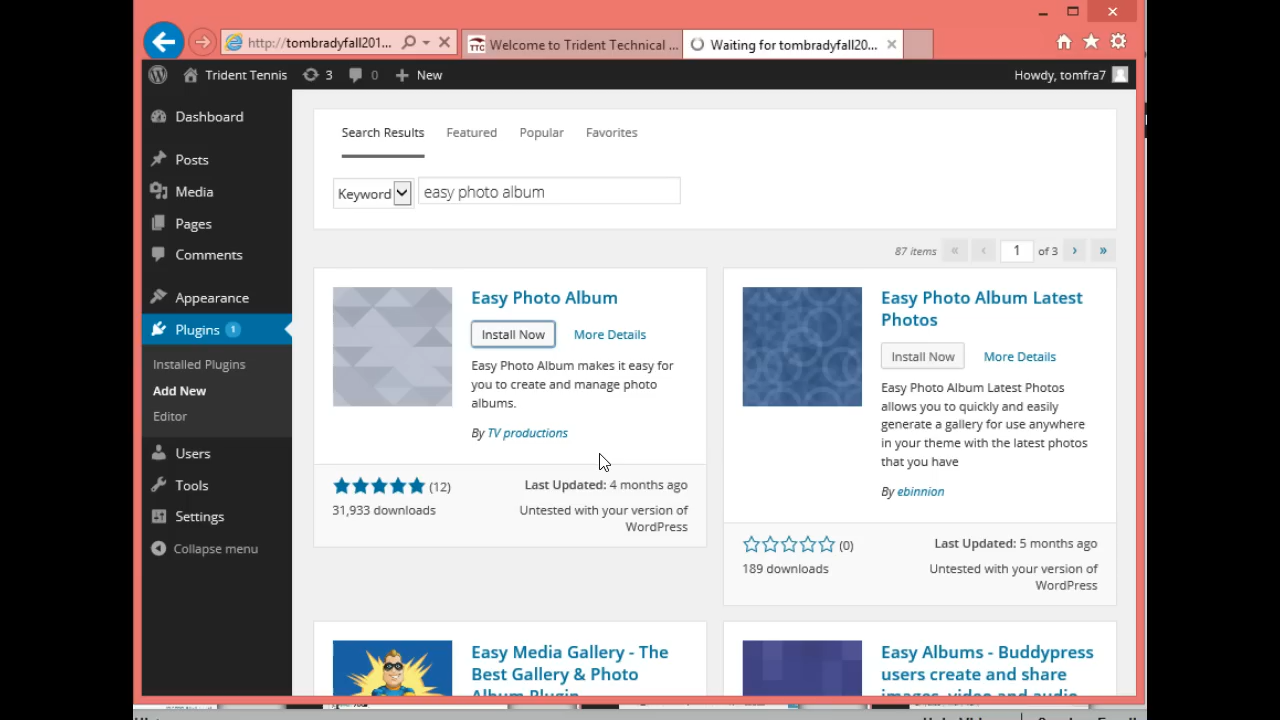 http://tombradyfall201...
TTC Welcome to Trident Technical ...
Waiting for tombradyfall20...
Trident Tennis
3
0
New
Howdy, tomfra7
Dashboard
Posts
Media
Pages
Comments
Appearance
Plugins 1
Installed Plugins
Add New
Editor
Users
Tools
Settings
Collapse menu
Search Results Featured Popular Favorites
Keyword easy photo album
87 items « ‹ 1 of 3 › »
Easy Photo Album
Install Now More Details
Easy Photo Album makes it easy for
you to create and manage photo
albums.
By TV productions
(12)
31,933 downloads
Last Updated: 4 months ago
Untested with your version of
WordPress
Easy Photo Album Latest
Photos
Install Now More Details
Easy Photo Album Latest Photos
allows you to quickly and easily
generate a gallery for use anywhere
in your theme with the latest photos
that you have
By ebinnion
(0)
189 downloads
Last Updated: 5 months ago
Untested with your version of
WordPress
Easy Media Gallery - The
Best Gallery & Photo
Album Plugin
Easy Albums - Buddypress
users create and share
images, video and audio